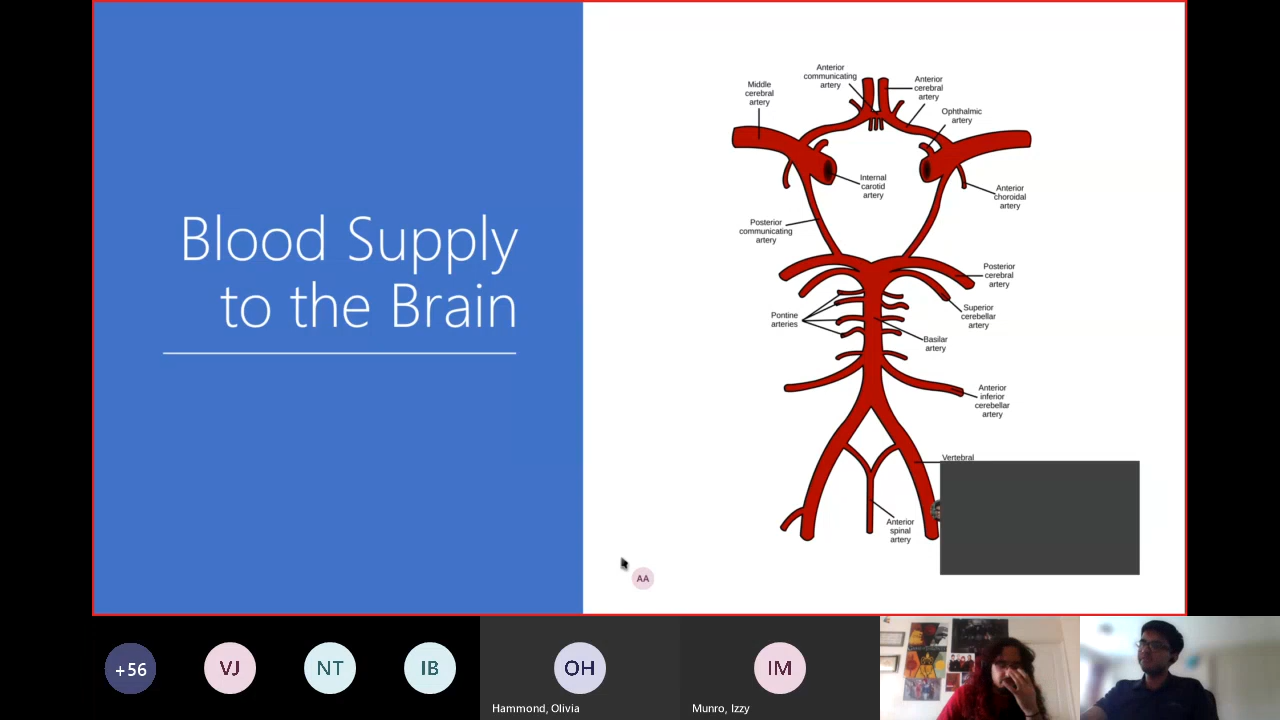 Blood Supply
to the Brain
Anterior
communicating
artery
Middle
cerebral
artery
Anterior
cerebral
artery
Ophthalmic
artery
Internal
carotid
artery
Anterior
choroidal
artery
Posterior
communicating
artery
Posterior
cerebral
artery
Superior
cerebellar
artery
Pontine
arteries
Basilar
artery
Anterior
inferior
cerebellar
artery
Vertebral
Anterior
spinal
artery
AA
+56
VJ
NT
IB
OH
IM
Hammond, Olivia
Munro, Izzy